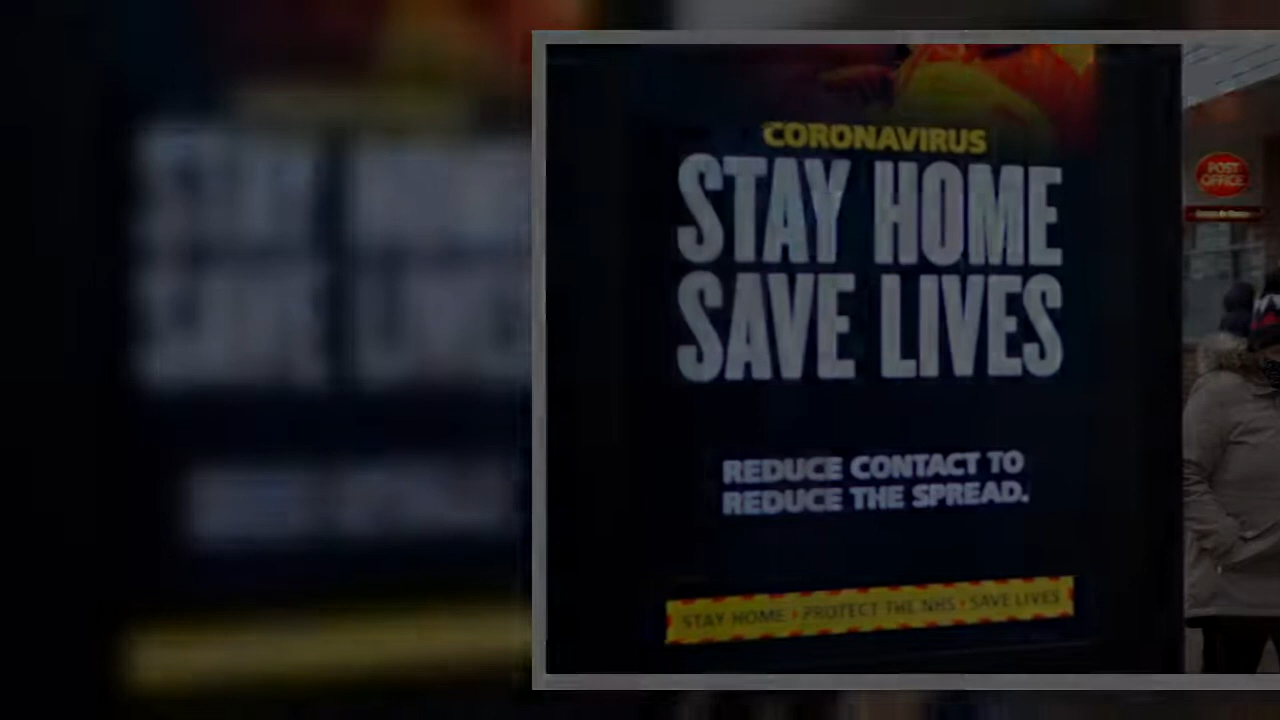 CORONAVIRUS
STAY HOME
SAVE LIVES
REDUCE CONTACT TO
REDUCE THE SPREAD.
STAY HOME • PROTECT THE NHS • SAVE LIVES
POST
OFFICE